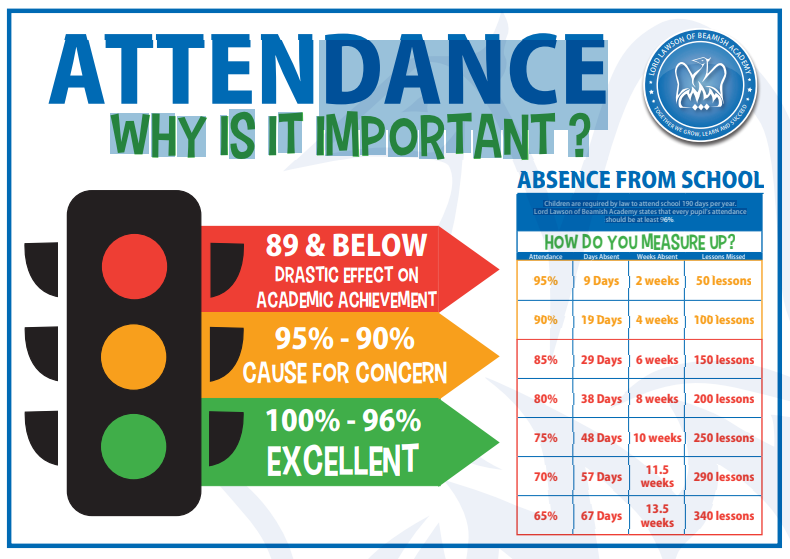 ATTENDANCE
WHY IS IT IMPORTANT ?
LORD LAWSON OF BEAMISH ACADEMY
TOGETHER WE GROW, LEARN AND SUCCEED
89 & BELOW
DRASTIC EFFECT ON
ACADEMIC ACHIEVEMENT
95% - 90%
CAUSE FOR CONCERN
100% - 96%
EXCELLENT
ABSENCE FROM SCHOOL
Children are required by law to attend school 190 days per year.
Lord Lawson of Beamish Academy states that every pupil's attendance
should be at least 96%
HOW DO YOU MEASURE UP?
Attendance Days Absent Weeks Absent Lessons Missed
95% 9 Days 2 weeks 50 lessons
90% 19 Days 4 weeks 100 lessons
85% 29 Days 6 weeks 150 lessons
80% 38 Days 8 weeks 200 lessons
75% 48 Days 10 weeks 250 lessons
70% 57 Days 11.5 weeks 290 lessons
65% 67 Days 13.5 weeks 340 lessons